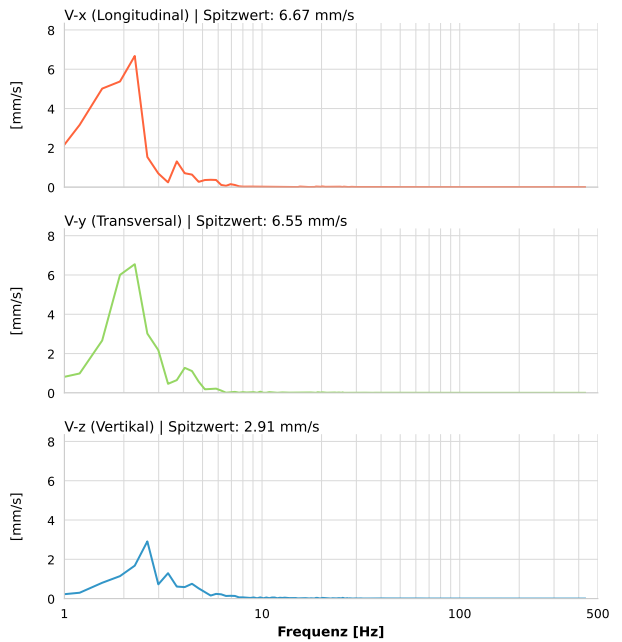 V-x (Longitudinal) | Spitzwert: 6.67 mm/s
8
6
4
2
0
[mm/s]
V-y (Transversal) | Spitzwert: 6.55 mm/s
8
6
4
2
0
[mm/s]
V-z (Vertikal) | Spitzwert: 2.91 mm/s
8
6
4
2
0
[mm/s]
1 10 100 500
Frequenz [Hz]